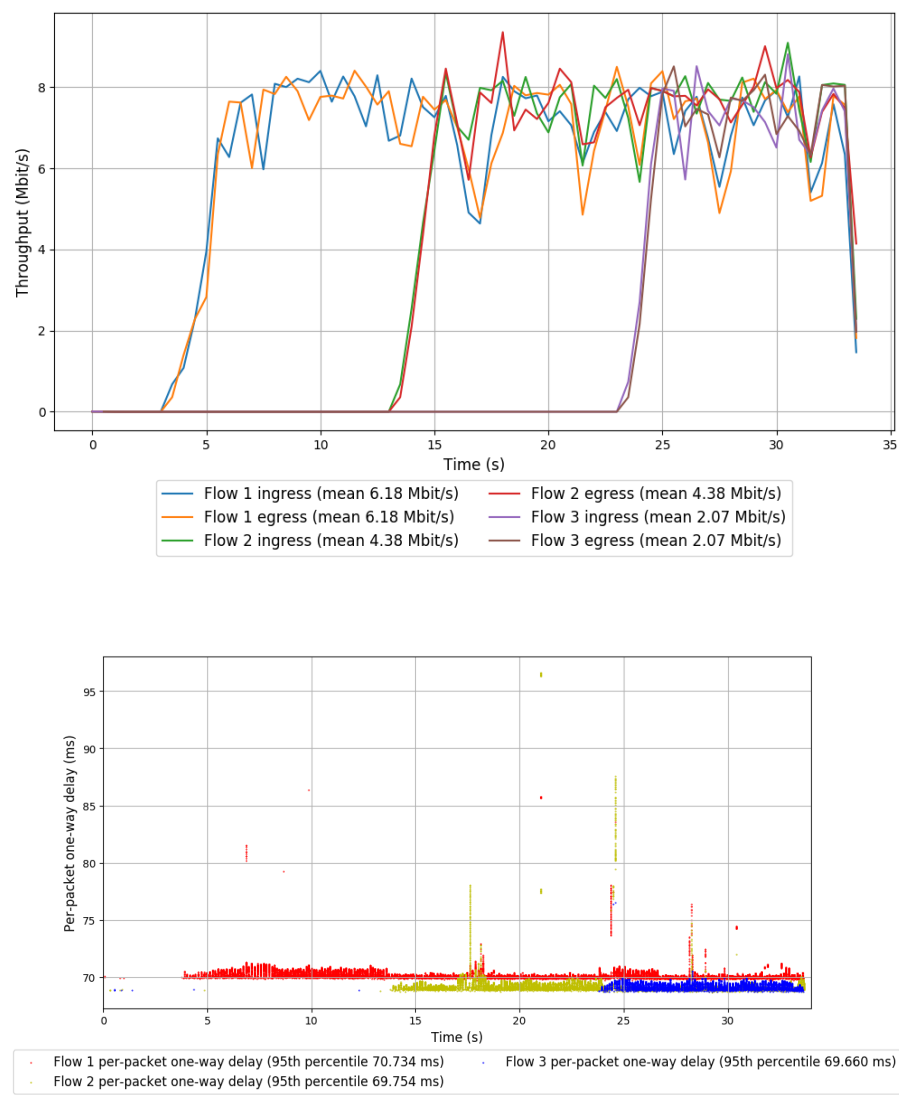 8
6
4
2
0
Throughput (Mbit/s)
0 5 10 15 20 25 30 35
Time (s)
Flow 1 ingress (mean 6.18 Mbit/s) Flow 2 egress (mean 4.38 Mbit/s)
Flow 1 egress (mean 6.18 Mbit/s) Flow 3 ingress (mean 2.07 Mbit/s)
Flow 2 ingress (mean 4.38 Mbit/s) Flow 3 egress (mean 2.07 Mbit/s)
95
90
85
80
75
70
Per-packet one-way delay (ms)
0 5 10 15 20 25 30
Time (s)
Flow 1 per-packet one-way delay (95th percentile 70.734 ms) Flow 3 per-packet one-way delay (95th percentile 69.660 ms)
Flow 2 per-packet one-way delay (95th percentile 69.754 ms)